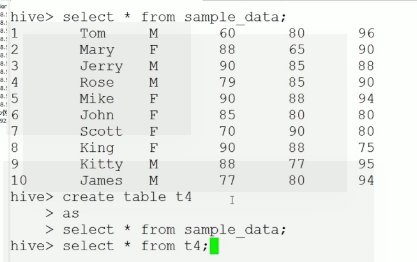 hive> select * from sample_data;
1 Tom M 60 80 96
2 Mary F 88 65 90
3 Jerry M 90 85 88
4 Rose M 79 85 90
5 Mike F 90 88 94
6 John F 85 80 80
7 Scott F 70 90 80
8 King F 90 88 75
9 Kitty M 88 77 95
10 James M 77 80 94
hive> create table t4
> as
> select * from sample_data;
hive> select * from t4;